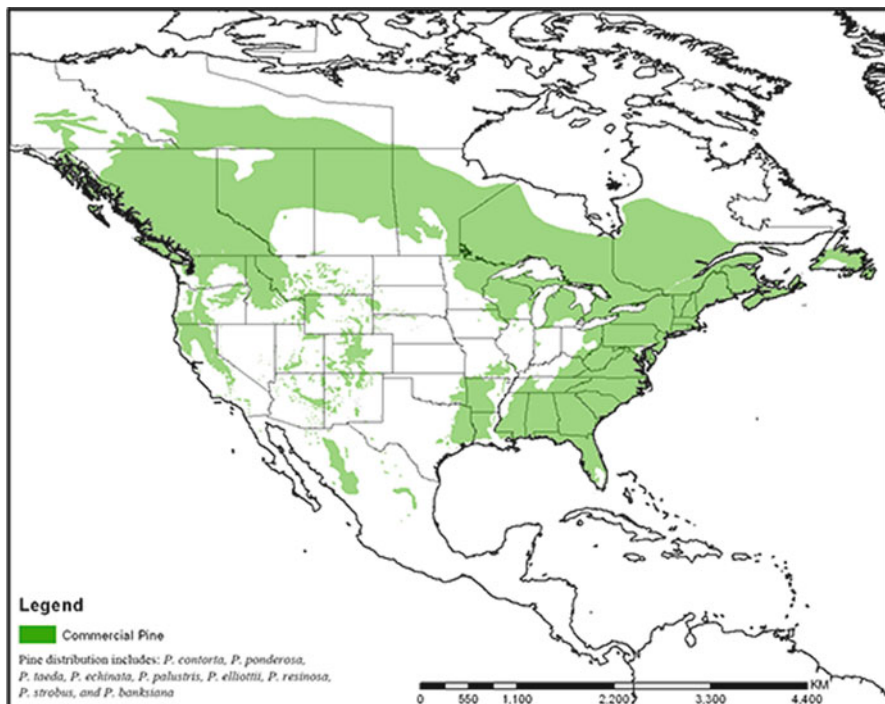 Legend
Commercial Pine
Pine distribution includes: P. contorta, P. ponderosa,
P. taeda, P. echinata, P. palustris, P. elliottii, P. resinosa,
P. strobus, and P. banksiana
KM
0 550 1.100 2.200 3.300 4.400